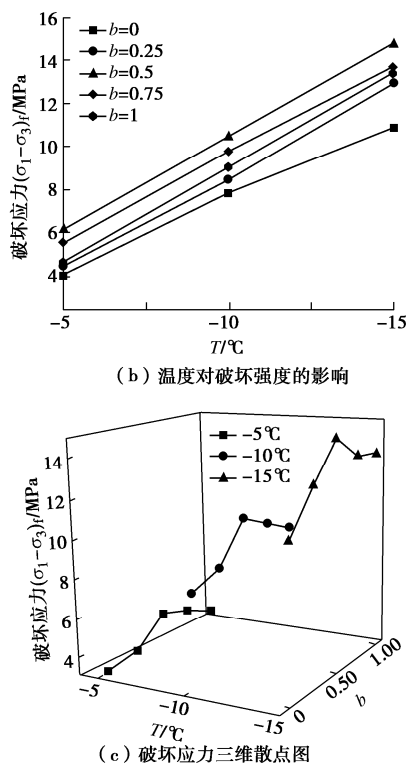 16
14
12
10
8
6
4
破坏应力(σ₁−σ₃)f/MPa
b=0
b=0.25
b=0.5
b=0.75
b=1
−5
−10
−15
T/℃
(b) 温度对破坏强度的影响
14
12
10
8
6
4
破坏应力(σ₁−σ₃)f/MPa
−5℃
−10℃
−15℃
−5
−10
−15
T/℃
0
0.50
1.00
b
(c) 破坏应力三维散点图